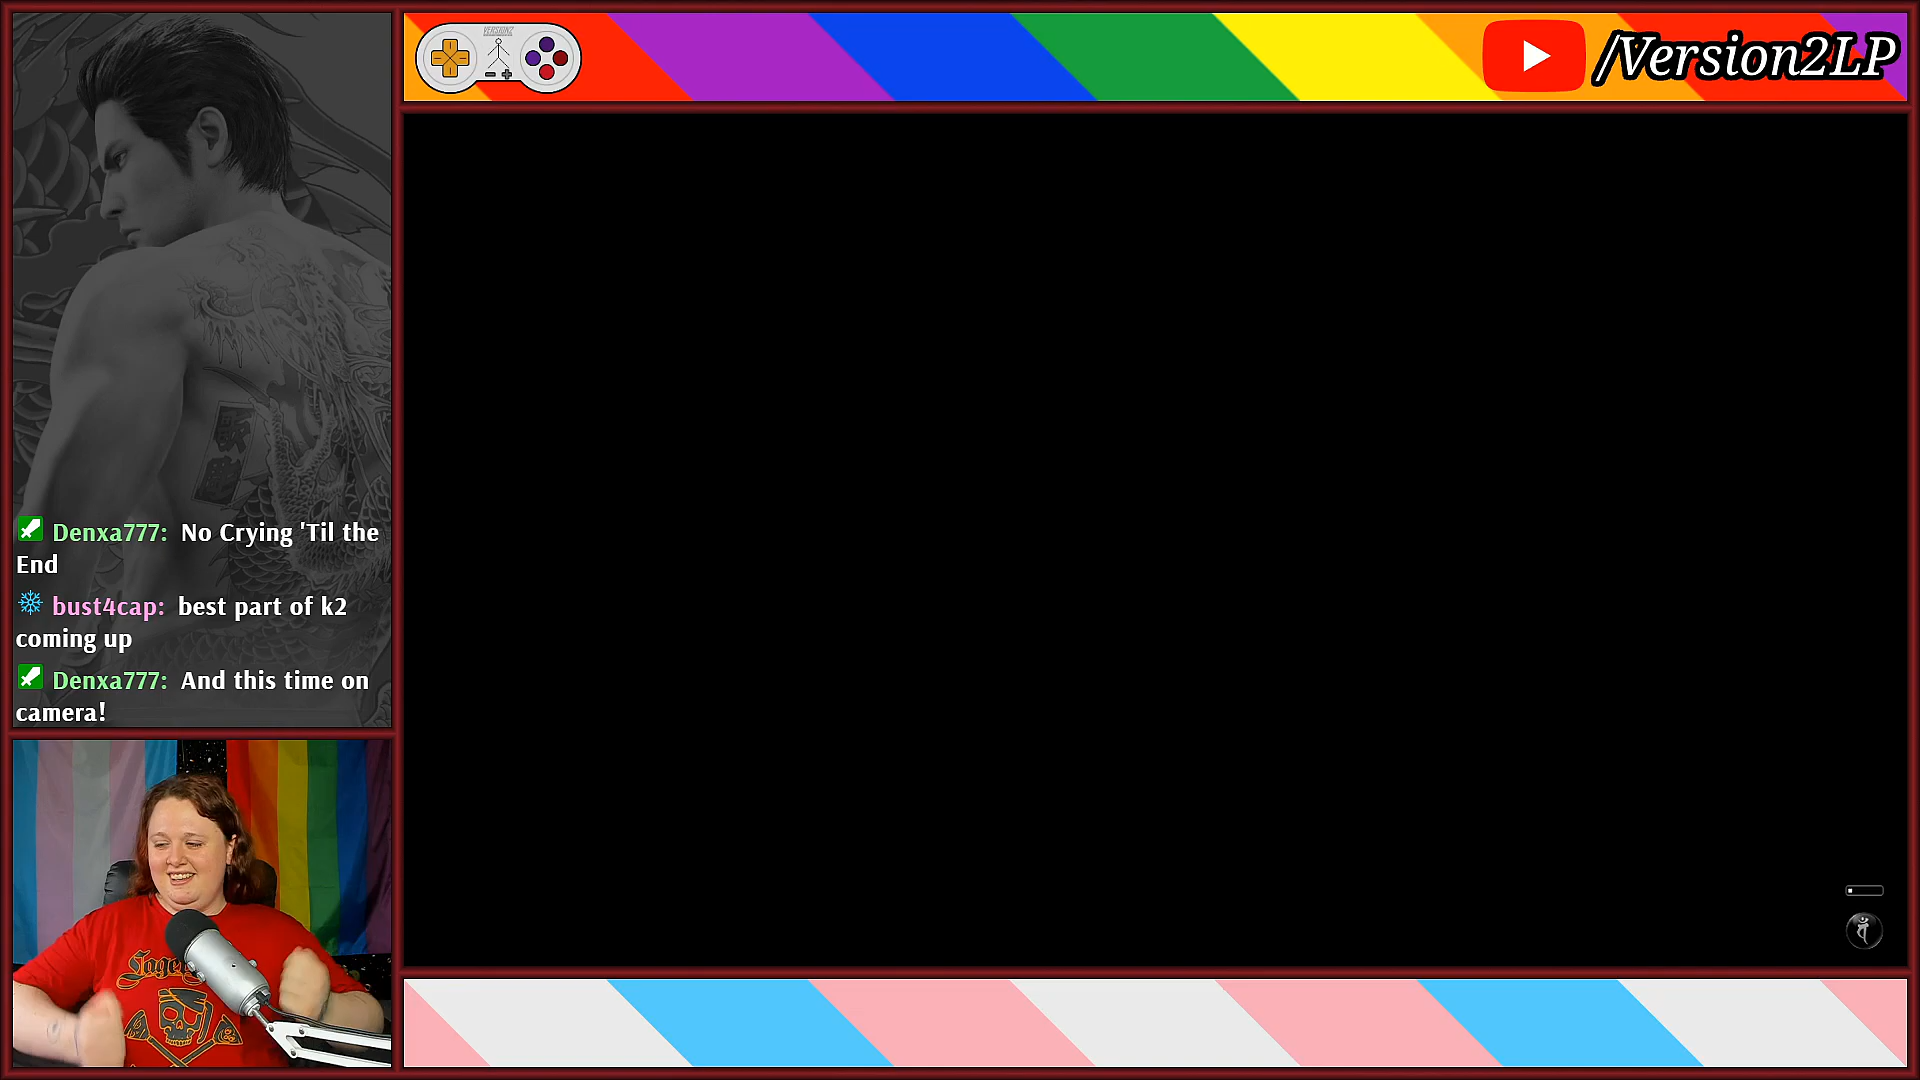 VERSION2
/Version2LP
Denxa777: No Crying 'Til the
End
bust4cap: best part of k2
coming up
Denxa777: And this time on
camera!